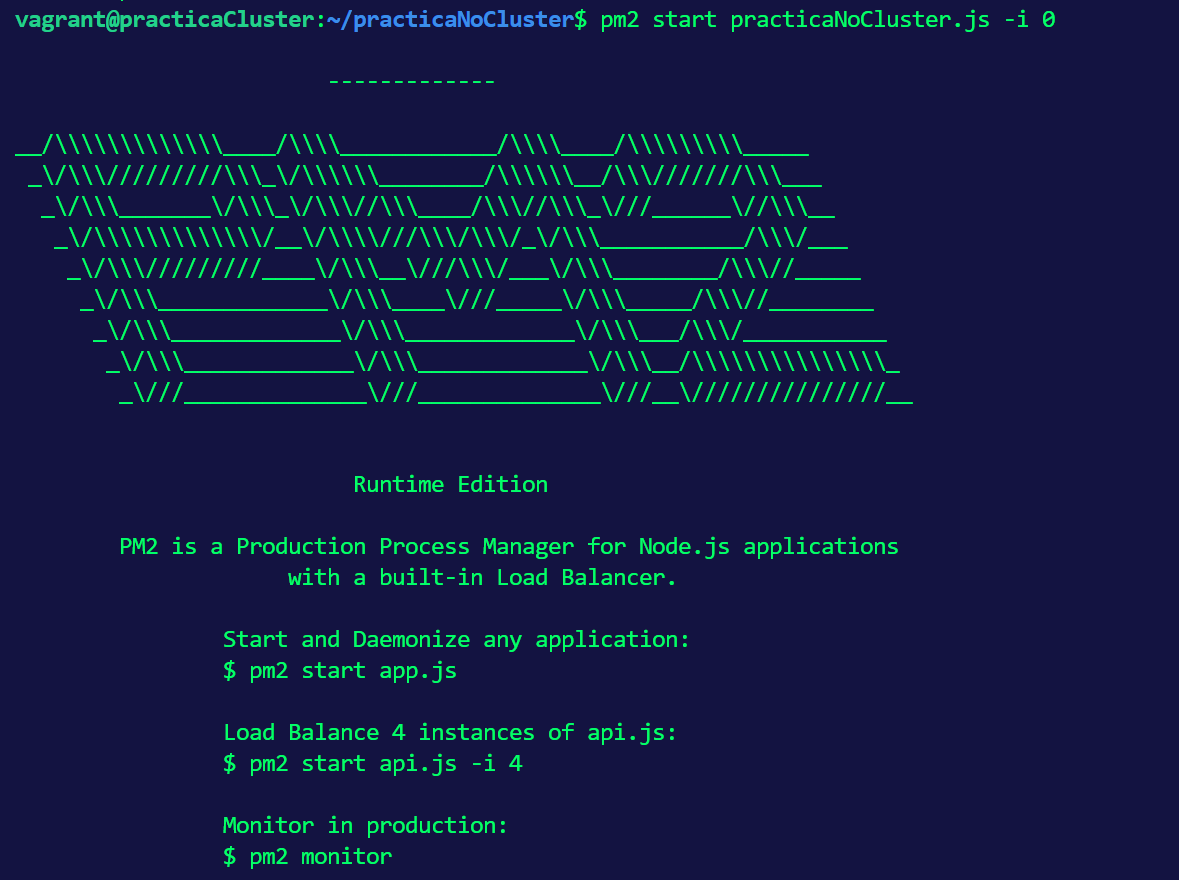 vagrant@practicaCluster:~/practicaNoCluster$ pm2 start practicaNoCluster.js -i 0
-------------
__/\\\\\\\\\\\\\____/\\\\____________/\\\\____/\\\\\\\\\_____
_\/\\\/////////\\\_\/\\\\\\________/\\\\\\__/\\\///////\\\___
_\/\\\_______\/\\\_\/\\\//\\\____/\\\//\\\_\///______\//\\\__
_\/\\\\\\\\\\\\\/__\/\\\\///\\\/\\\/_\/\\\___________/\\\/___
_\/\\\/////////____\/\\\__\///\\\/___\/\\\________/\\\//_____
_\/\\\_____________\/\\\____\///_____\/\\\_____/\\\//________
_\/\\\_____________\/\\\_____________\/\\\___/\\\/___________
_\/\\\_____________\/\\\_____________\/\\\__/\\\\\\\\\\\\\\\_
_\///______________\///______________\///__\///////////////__
Runtime Edition
PM2 is a Production Process Manager for Node.js applications
with a built-in Load Balancer.
Start and Daemonize any application:
$ pm2 start app.js
Load Balance 4 instances of api.js:
$ pm2 start api.js -i 4
Monitor in production:
$ pm2 monitor